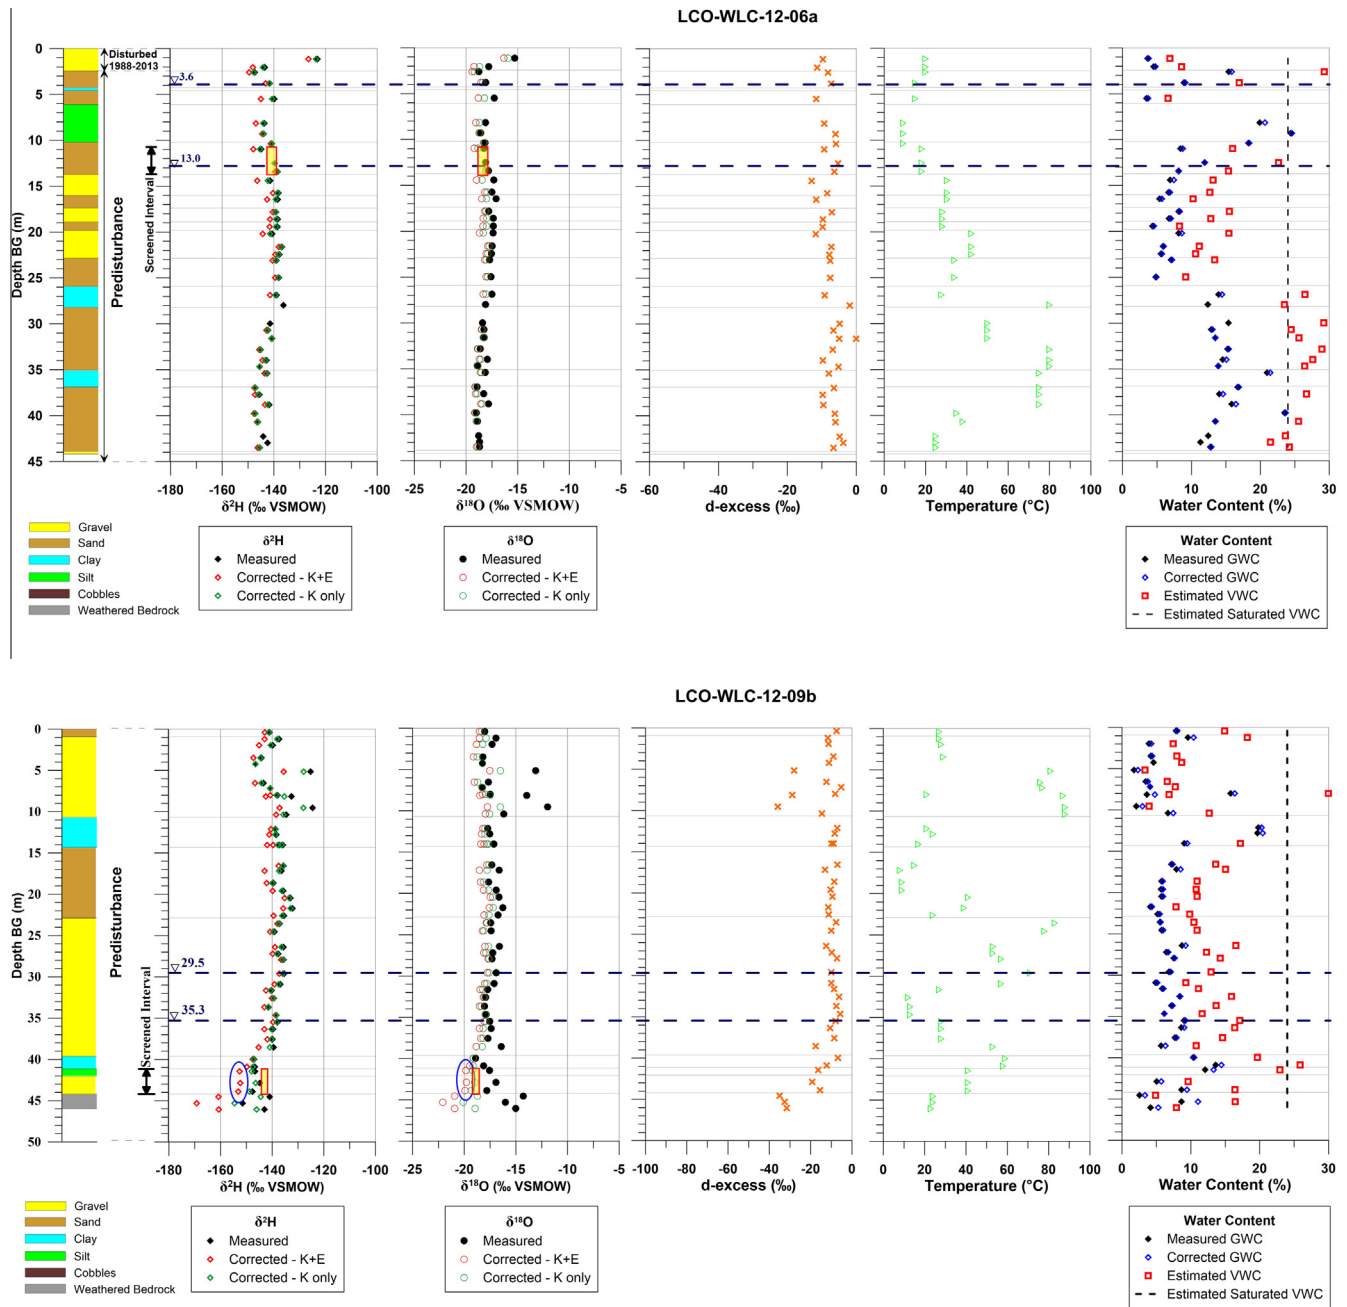 LCO-WLC-12-06a
0
5
10
15
20
25
30
35
40
45
Depth BG (m)
Disturbed
1988-2013
Predisturbance
Screened Interval
3.6
13.0
-180 -160 -140 -120 -100
δ²H (‰ VSMOW)
-25 -20 -15 -10 -5
δ¹⁸O (‰ VSMOW)
-60 -40 -20 0
d-excess (‰)
0 20 40 60 80 100
Temperature (°C)
0 10 20 30
Water Content (%)
Gravel
Sand
Clay
Silt
Cobbles
Weathered Bedrock
δ²H
Measured
Corrected - K+E
Corrected - K only
δ¹⁸O
Measured
Corrected - K+E
Corrected - K only
Water Content
Measured GWC
Corrected GWC
Estimated VWC
Estimated Saturated VWC
LCO-WLC-12-09b
0
5
10
15
20
25
30
35
40
45
50
Depth BG (m)
Predisturbance
Screened Interval
29.5
35.3
-180 -160 -140 -120 -100
δ²H (‰ VSMOW)
-25 -20 -15 -10 -5
δ¹⁸O (‰ VSMOW)
-100 -80 -60 -40 -20 0
d-excess (‰)
0 20 40 60 80 100
Temperature (°C)
0 10 20 30
Water Content (%)
Gravel
Sand
Clay
Silt
Cobbles
Weathered Bedrock
δ²H
Measured
Corrected - K+E
Corrected - K only
δ¹⁸O
Measured
Corrected - K+E
Corrected - K only
Water Content
Measured GWC
Corrected GWC
Estimated VWC
Estimated Saturated VWC